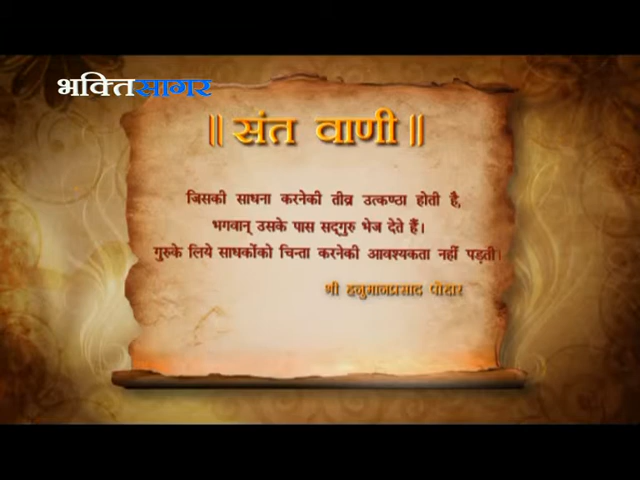 भक्तिसागर
॥ संत वाणी ॥
जिसकी साधना करनेकी तीव्र उत्कण्ठा होती है,
भगवान् उसके पास सद्‌गुरु भेज देते हैं।
गुरुके लिये साधकोंको चिन्ता करनेकी आवश्यकता नहीं पड़ती।
श्री हनुमानप्रसाद पोद्दार